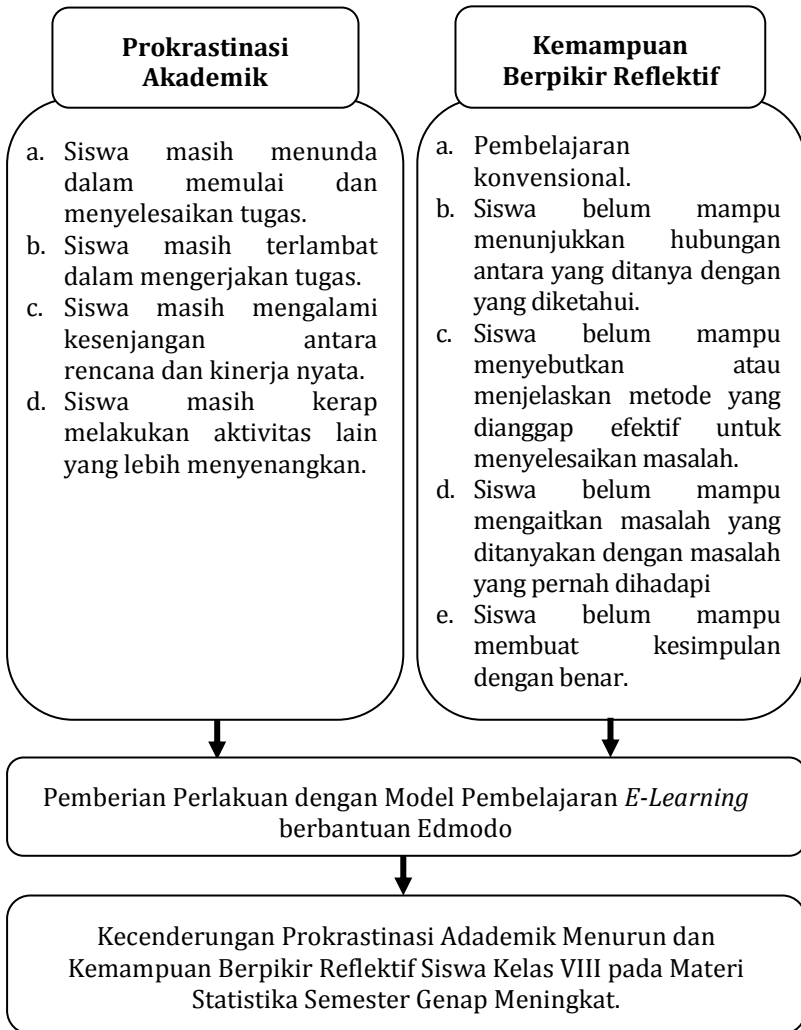 Prokrastinasi
Akademik
a. Siswa masih menunda
dalam memulai dan
menyelesaikan tugas.
b. Siswa masih terlambat
dalam mengerjakan tugas.
c. Siswa masih mengalami
kesenjangan antara
rencana dan kinerja nyata.
d. Siswa masih kerap
melakukan aktivitas lain
yang lebih menyenangkan.
Kemampuan
Berpikir Reflektif
a. Pembelajaran
konvensional.
b. Siswa belum mampu
menunjukkan hubungan
antara yang ditanya dengan
yang diketahui.
c. Siswa belum mampu
menyebutkan atau
menjelaskan metode yang
dianggap efektif untuk
menyelesaikan masalah.
d. Siswa belum mampu
mengaitkan masalah yang
ditanyakan dengan masalah
yang pernah dihadapi
e. Siswa belum mampu
membuat kesimpulan
dengan benar.
Pemberian Perlakuan dengan Model Pembelajaran E-Learning
berbantuan Edmodo
Kecenderungan Prokrastinasi Adademik Menurun dan
Kemampuan Berpikir Reflektif Siswa Kelas VIII pada Materi
Statistika Semester Genap Meningkat.